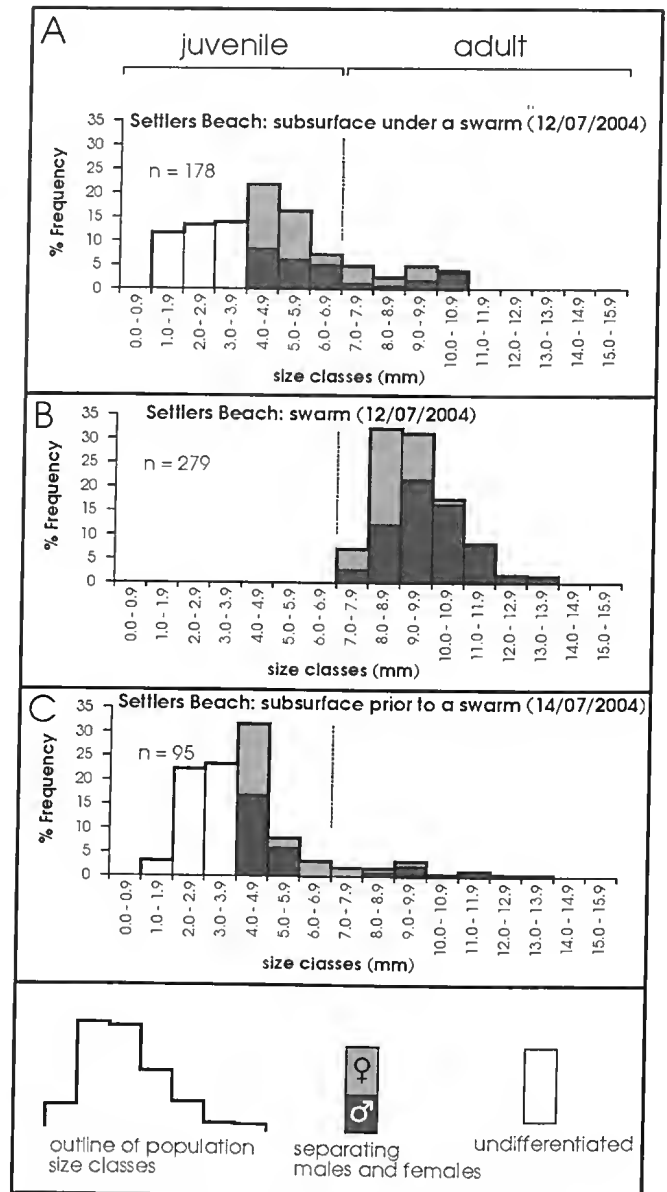 A
juvenile adult
Settlers Beach: subsurface under a swarm (12/07/2004)
n = 178
35
30
25
20
15
10
5
0
% Frequency
0.0 - 0.9
1.0 - 1.9
2.0 - 2.9
3.0 - 3.9
4.0 - 4.9
5.0 - 5.9
6.0 - 6.9
7.0 - 7.9
8.0 - 8.9
9.0 - 9.9
10.0 - 10.9
11.0 - 11.9
12.0 - 12.9
13.0 - 13.9
14.0 - 14.9
15.0 - 15.9
size classes (mm)
B
Settlers Beach: swarm (12/07/2004)
n = 279
35
30
25
20
15
10
5
0
% Frequency
0.0 - 0.9
1.0 - 1.9
2.0 - 2.9
3.0 - 3.9
4.0 - 4.9
5.0 - 5.9
6.0 - 6.9
7.0 - 7.9
8.0 - 8.9
9.0 - 9.9
10.0 - 10.9
11.0 - 11.9
12.0 - 12.9
13.0 - 13.9
14.0 - 14.9
15.0 - 15.9
size classes (mm)
C
Settlers Beach: subsurface prior to a swarm (14/07/2004)
n = 95
35
30
25
20
15
10
5
0
% Frequency
0.0 - 0.9
1.0 - 1.9
2.0 - 2.9
3.0 - 3.9
4.0 - 4.9
5.0 - 5.9
6.0 - 6.9
7.0 - 7.9
8.0 - 8.9
9.0 - 9.9
10.0 - 10.9
11.0 - 11.9
12.0 - 12.9
13.0 - 13.9
14.0 - 14.9
15.0 - 15.9
size classes (mm)
outline of population
size classes
♀
♂
separating
males and females
undifferentiated